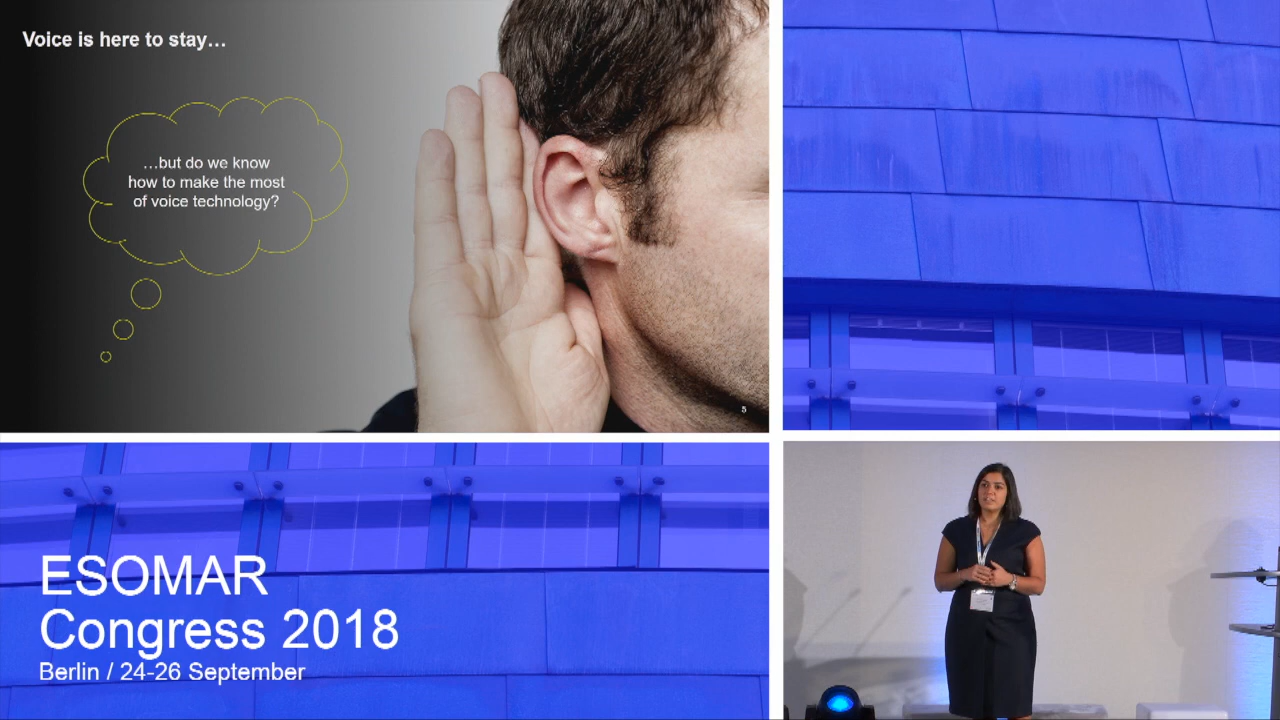 Voice is here to stay…
…but do we know
how to make the most
of voice technology?
5
ESOMAR
Congress 2018
Berlin / 24-26 September